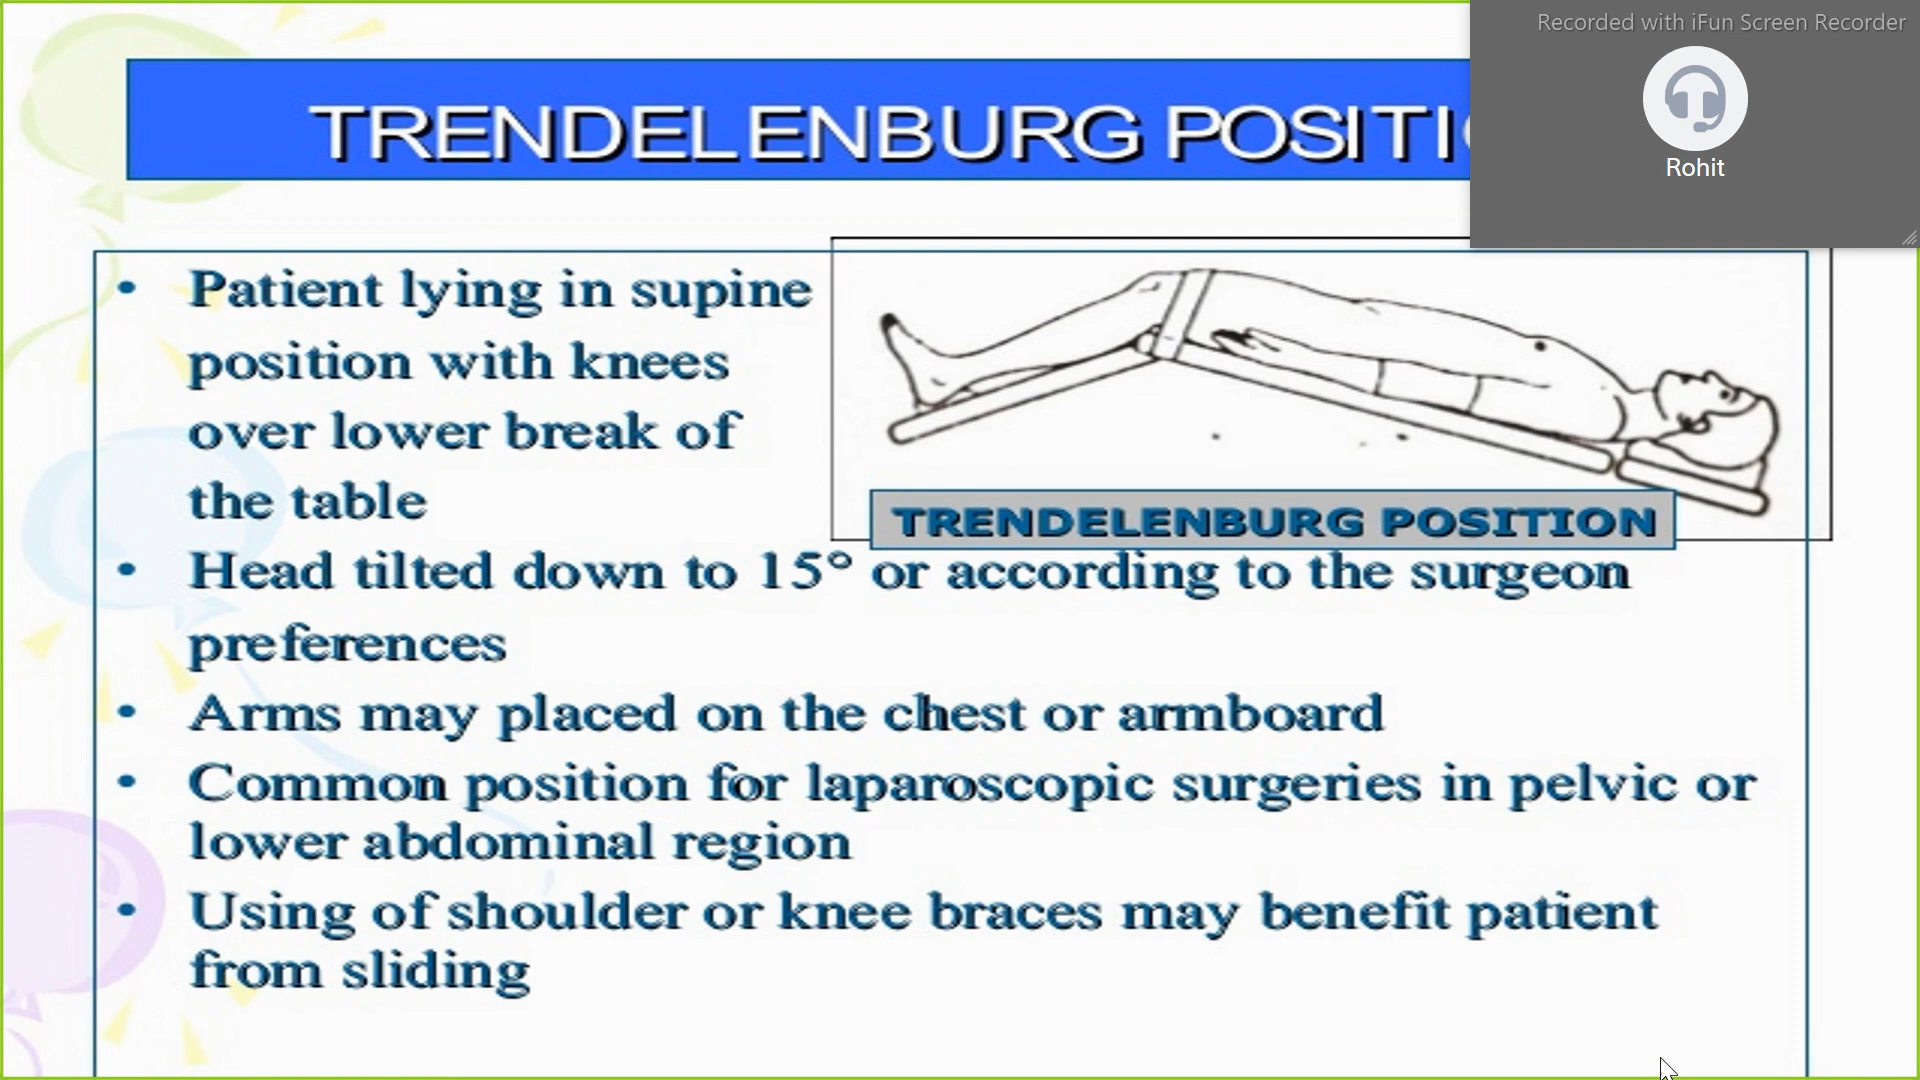 Recorded with iFun Screen Recorder
Rohit
TRENDELENBURG
• Patient lying in supine
position with knees
over lower break of
the table
TRENDELENBURG POSITION
• Head tilted down to 15° or according to the surgeon
preferences
• Arms may placed on the chest or armboard
• Common position for laparoscopic surgeries in pelvic or
lower abdominal region
• Using of shoulder or knee braces may benefit patient
from sliding